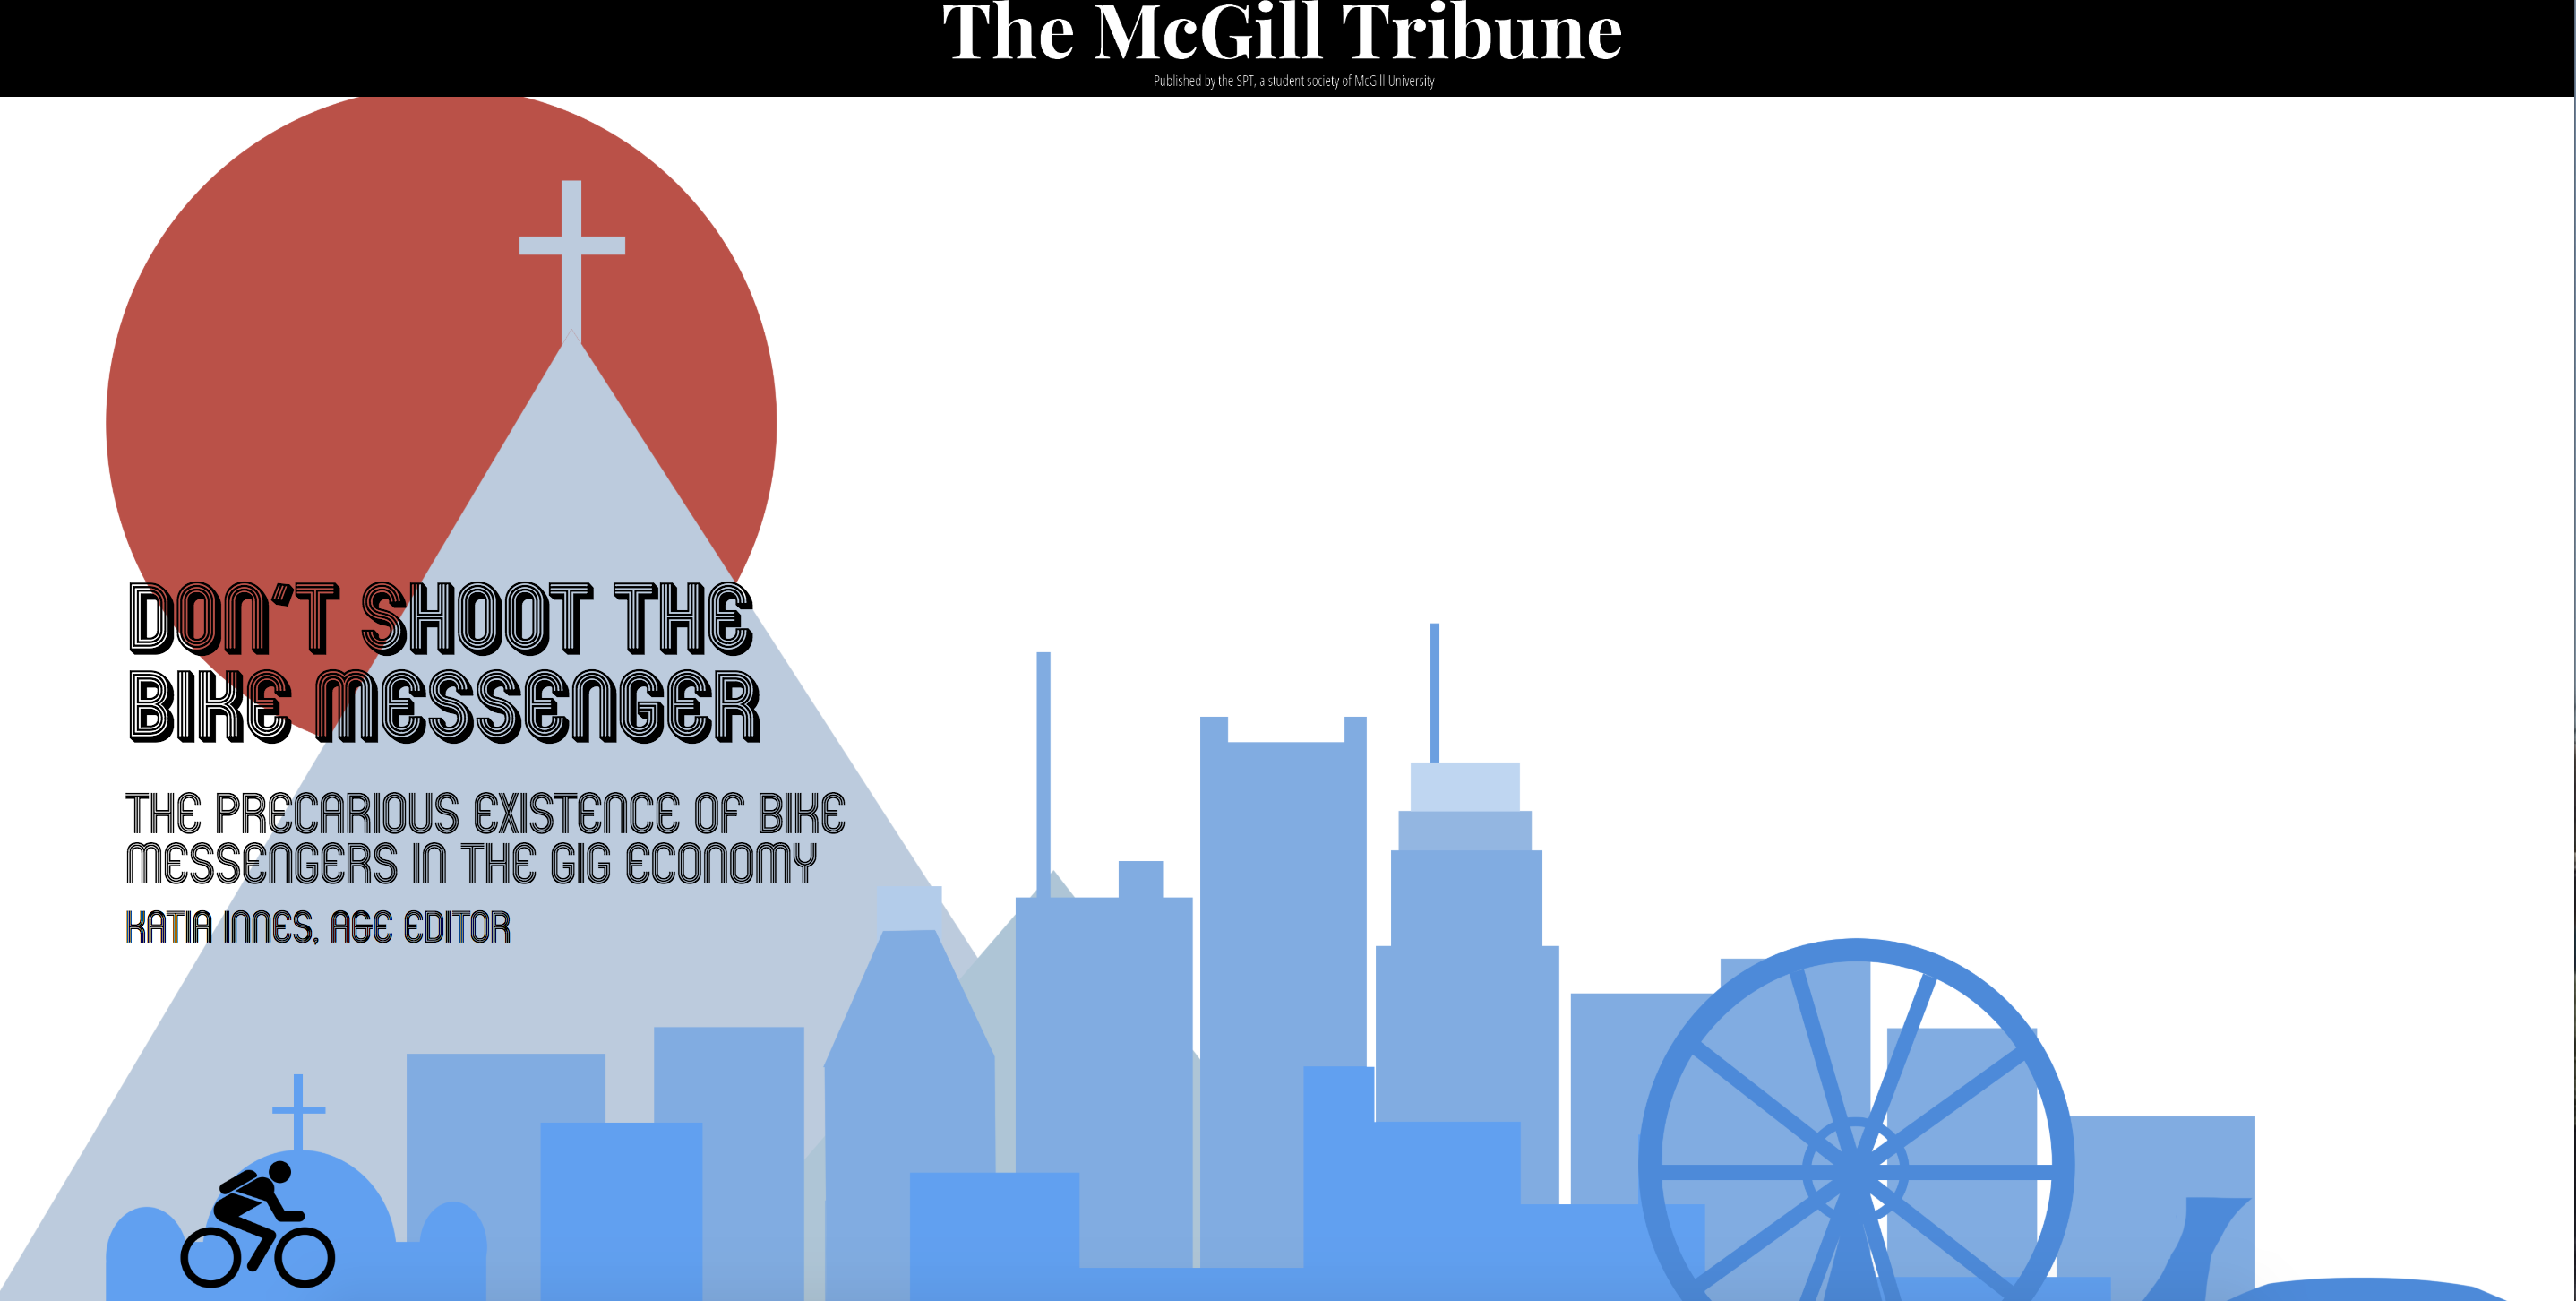 The McGill Tribune
Published by the SPT, a student society of McGill University
DON'T SHOOT THE
BIKE MESSENGER
THE PRECARIOUS EXISTENCE OF BIKE
MESSENGERS IN THE GIG ECONOMY
KATIA INNES, A&E EDITOR